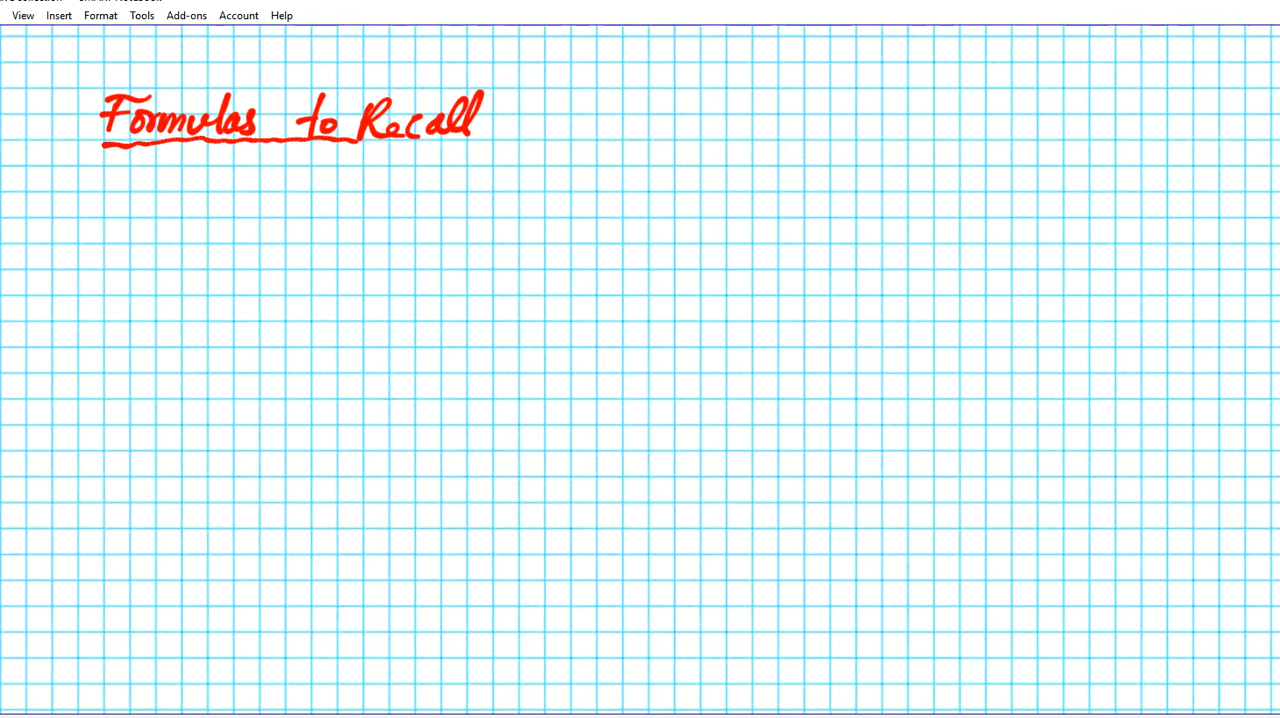 View Insert Format Tools Add-ons Account Help
Formulas to Recall